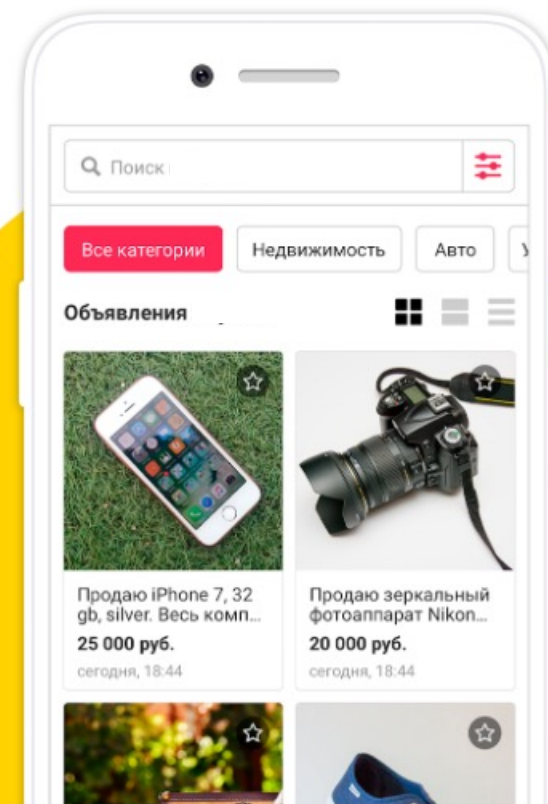 Поиск
Все категории
Недвижимость
Авто
Объявления
Продаю iPhone 7, 32
gb, silver. Весь комп...
25 000 руб.
сегодня, 18:44
Продаю зеркальный
фотоаппарат Nikon...
20 000 руб.
сегодня, 18:44